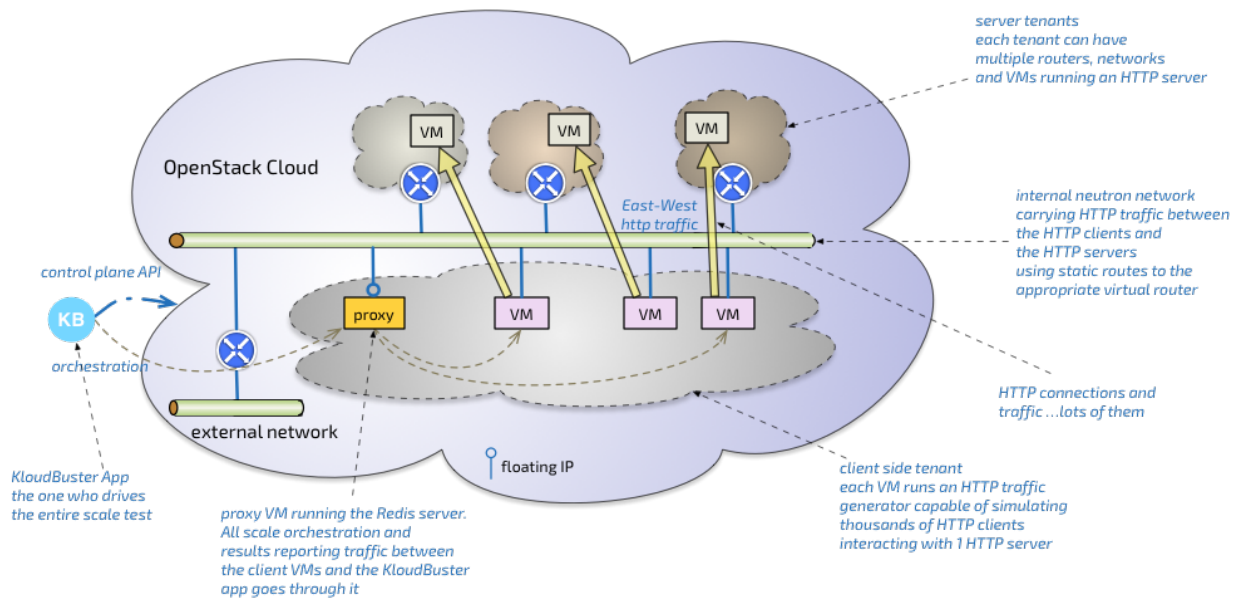 server tenants
each tenant can have
multiple routers, networks
and VMs running an HTTP server
VM
VM
VM
OpenStack Cloud
East-West
http traffic
internal neutron network
carrying HTTP traffic between
the HTTP clients and
the HTTP servers
using static routes to the
appropriate virtual router
control plane API
KB
proxy
VM
VM
VM
orchestration
external network
HTTP connections and
traffic ...lots of them
floating IP
KloudBuster App
the one who drives
the entire scale test
proxy VM running the Redis server.
All scale orchestration and
results reporting traffic between
the client VMs and the KloudBuster
app goes through it
client side tenant
each VM runs an HTTP traffic
generator capable of simulating
thousands of HTTP clients
interacting with 1 HTTP server